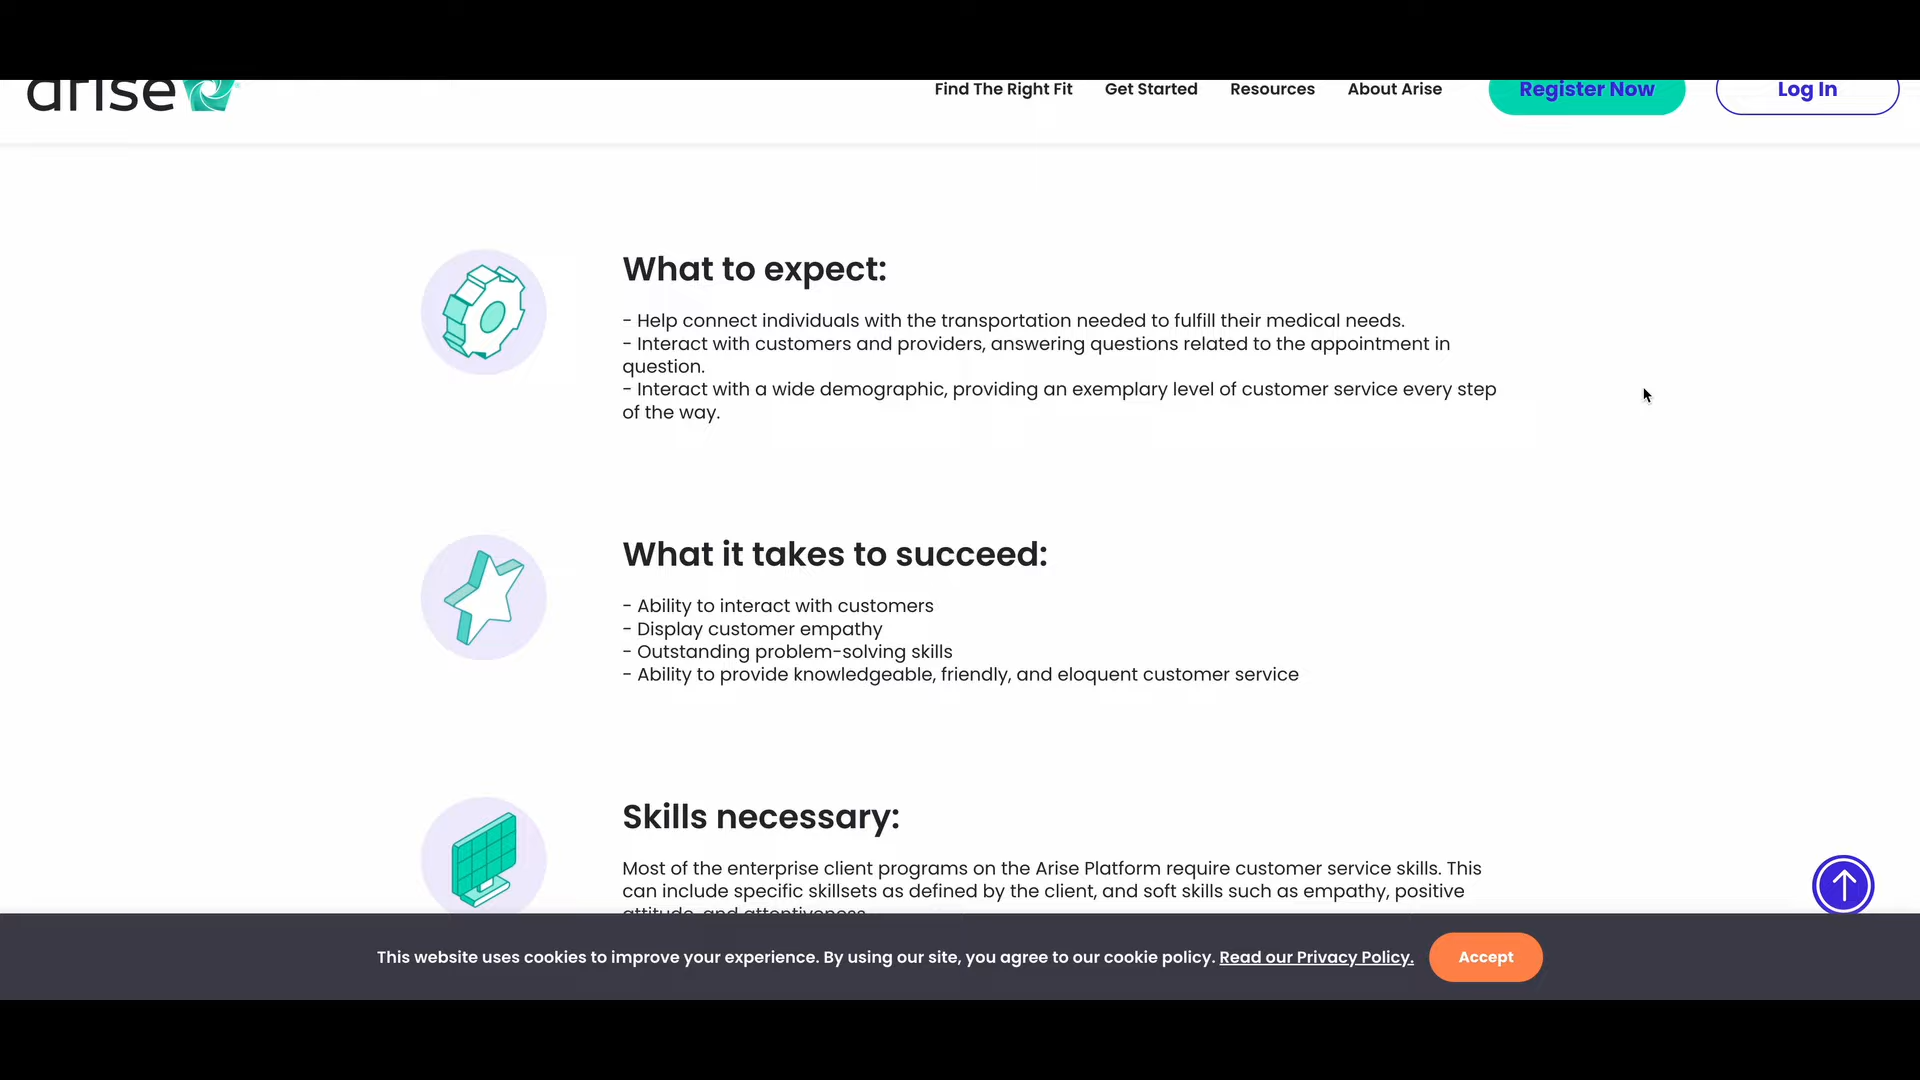 arise
Find The Right Fit
Get Started
Resources
About Arise
Register Now
Log In
What to expect:
- Help connect individuals with the transportation needed to fulfill their medical needs.
- Interact with customers and providers, answering questions related to the appointment in
question.
- Interact with a wide demographic, providing an exemplary level of customer service every step
of the way.
What it takes to succeed:
- Ability to interact with customers
- Display customer empathy
- Outstanding problem-solving skills
- Ability to provide knowledgeable, friendly, and eloquent customer service
Skills necessary:
Most of the enterprise client programs on the Arise Platform require customer service skills. This
can include specific skillsets as defined by the client, and soft skills such as empathy, positive
attitude, and attentiveness.
This website uses cookies to improve your experience. By using our site, you agree to our cookie policy. Read our Privacy Policy.
Accept